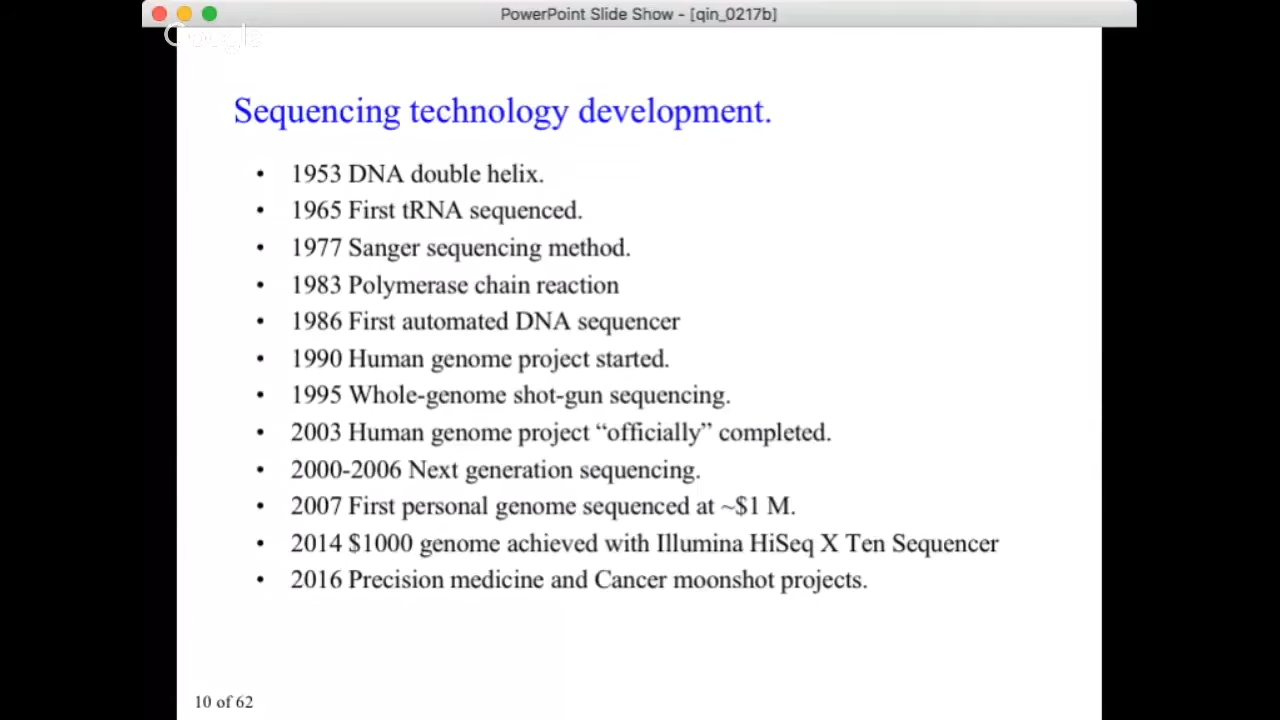 PowerPoint Slide Show - [qin_0217b]
Google
Sequencing technology development.
• 1953 DNA double helix.
• 1965 First tRNA sequenced.
• 1977 Sanger sequencing method.
• 1983 Polymerase chain reaction
• 1986 First automated DNA sequencer
• 1990 Human genome project started.
• 1995 Whole-genome shot-gun sequencing.
• 2003 Human genome project “officially” completed.
• 2000-2006 Next generation sequencing.
• 2007 First personal genome sequenced at ~$1 M.
• 2014 $1000 genome achieved with Illumina HiSeq X Ten Sequencer
• 2016 Precision medicine and Cancer moonshot projects.
10 of 62